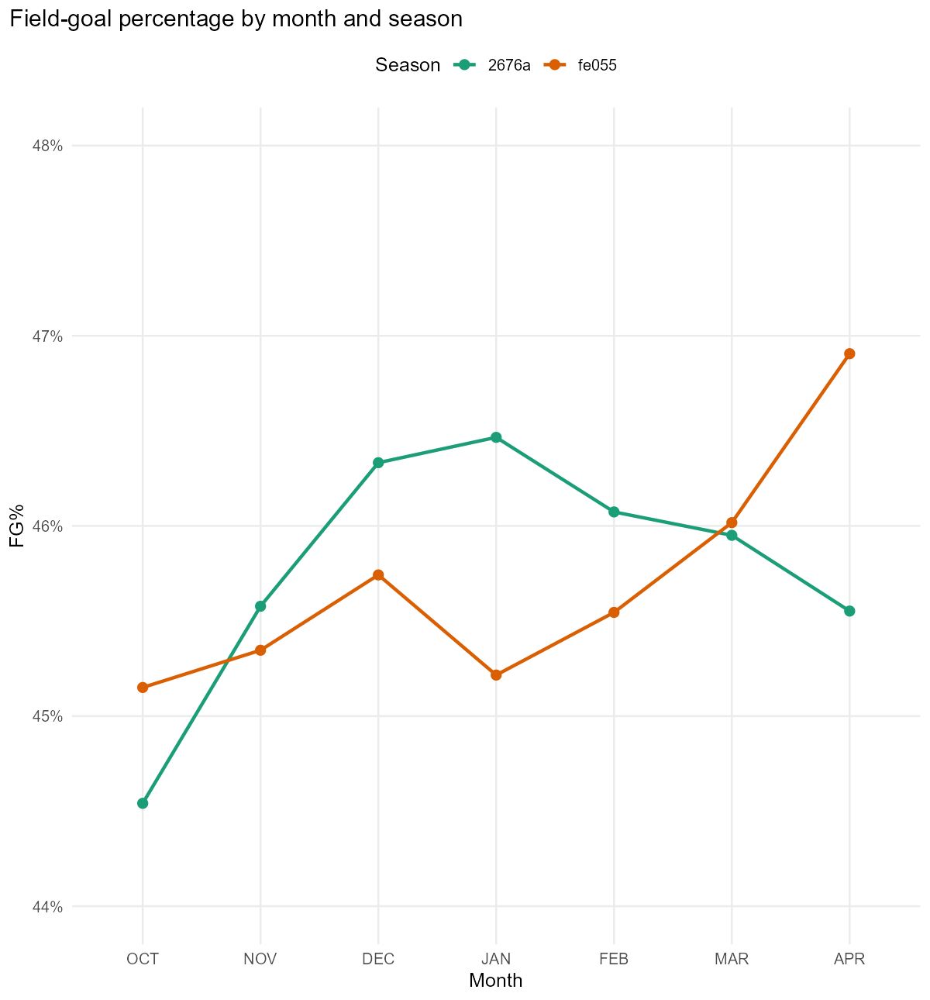 Field-goal percentage by month and season
Season 2676a fe055
48%
47%
46%
45%
44%
FG%
OCT NOV DEC JAN FEB MAR APR
Month